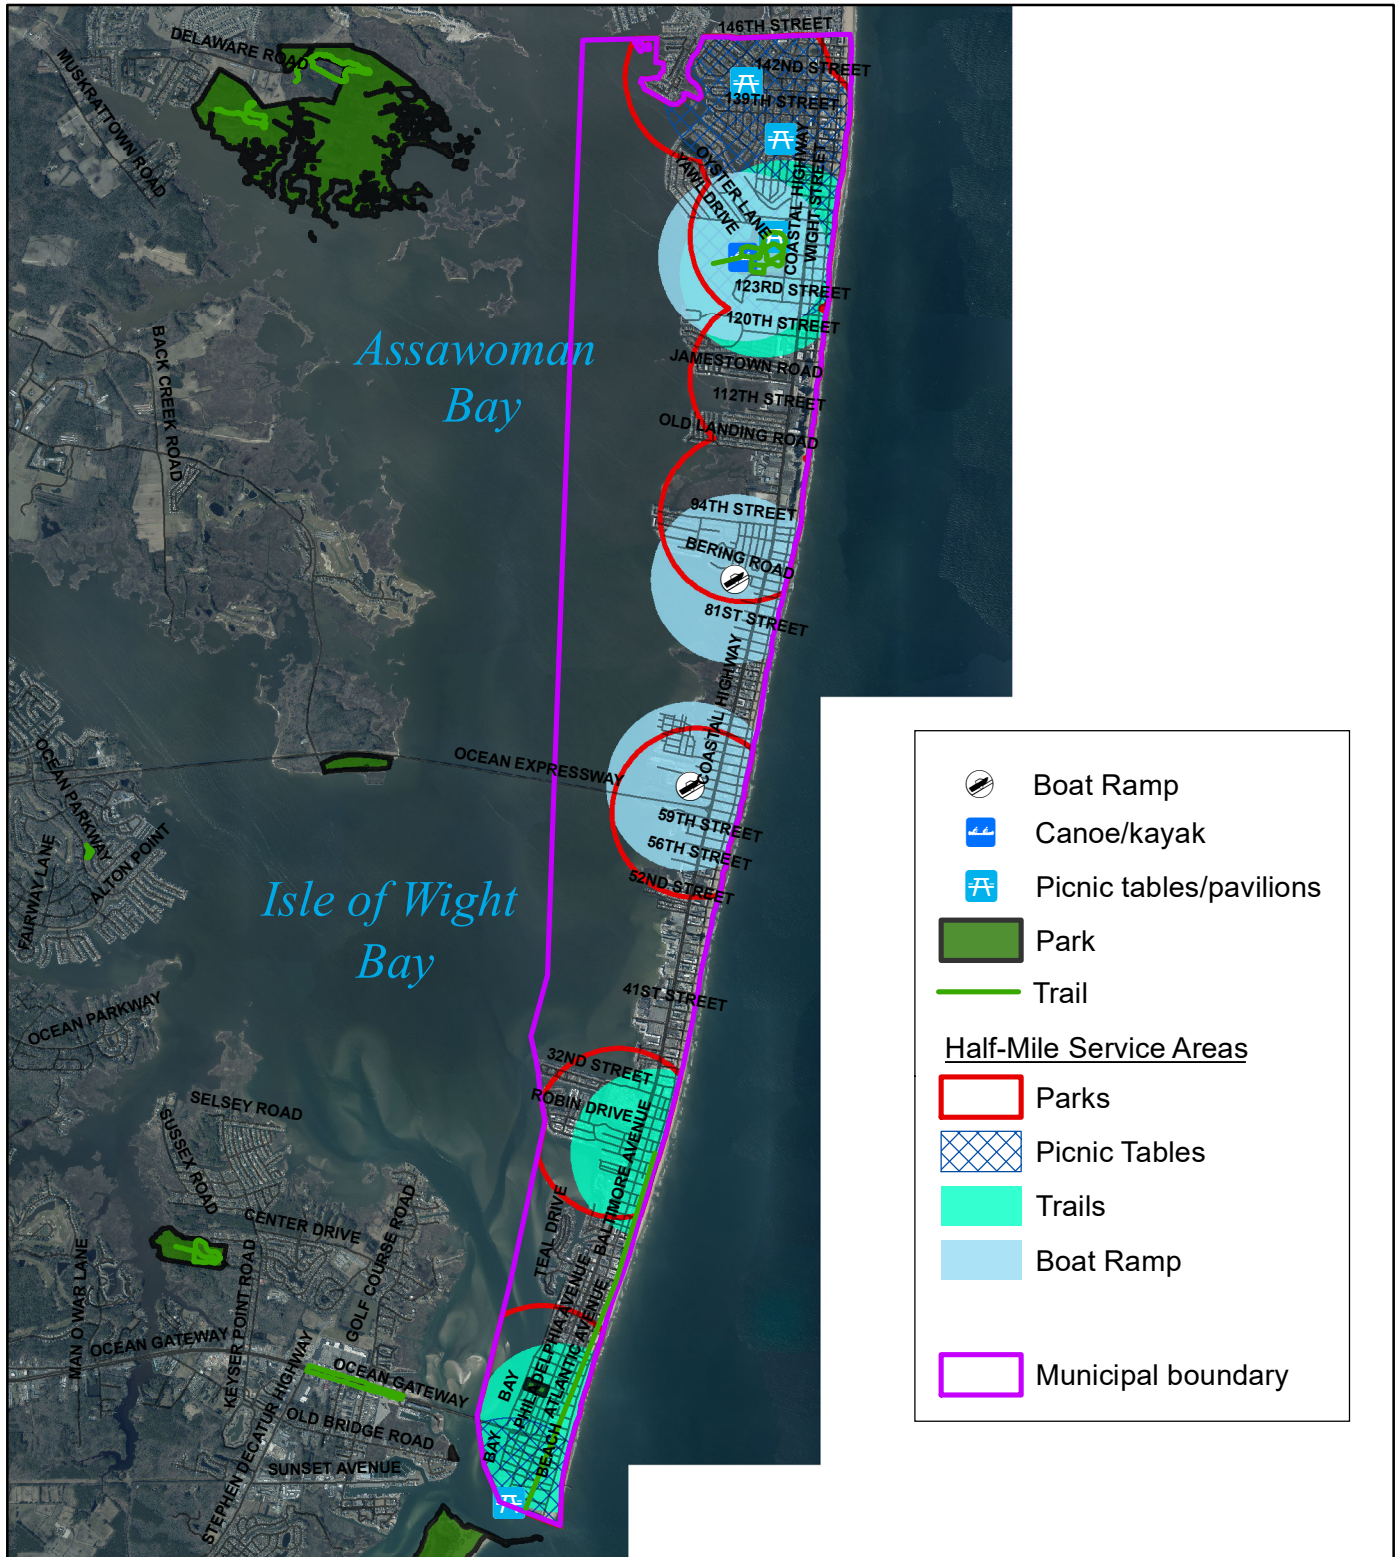 146TH STREET
DELAWARE ROAD
142ND STREET
MUSKRATTOWN ROAD
139TH STREET
OYSTER LANE
YAWL DRIVE
COASTAL HIGHWAY
WIGHT STREET
123RD STREET
120TH STREET
Assawoman
Bay
JAMESTOWN ROAD
BACK CREEK ROAD
112TH STREET
OLD LANDING ROAD
94TH STREET
BERING ROAD
81ST STREET
COASTAL HIGHWAY
OCEAN EXPRESSWAY
OCEAN PARKWAY
59TH STREET
56TH STREET
ALTON POINT
FAIRWAY LANE
52ND STREET
Isle of Wight
Bay
41ST STREET
OCEAN PARKWAY
32ND STREET
ROBIN DRIVE
SELSEY ROAD
SUSSEX ROAD
BALTIMORE AVENUE
CENTER DRIVE
GOLF COURSE ROAD
TEAL DRIVE
MAN O WAR LANE
KEYSER POINT ROAD
OCEAN GATEWAY
PHILADELPHIA AVENUE
ATLANTIC AVENUE
OCEAN GATEWAY
BAY
STEPHEN DECATUR HIGHWAY
OLD BRIDGE ROAD
BAY
BEACH
SUNSET AVENUE
Boat Ramp
Canoe/kayak
Picnic tables/pavilions
Park
Trail
Half-Mile Service Areas
Parks
Picnic Tables
Trails
Boat Ramp
Municipal boundary